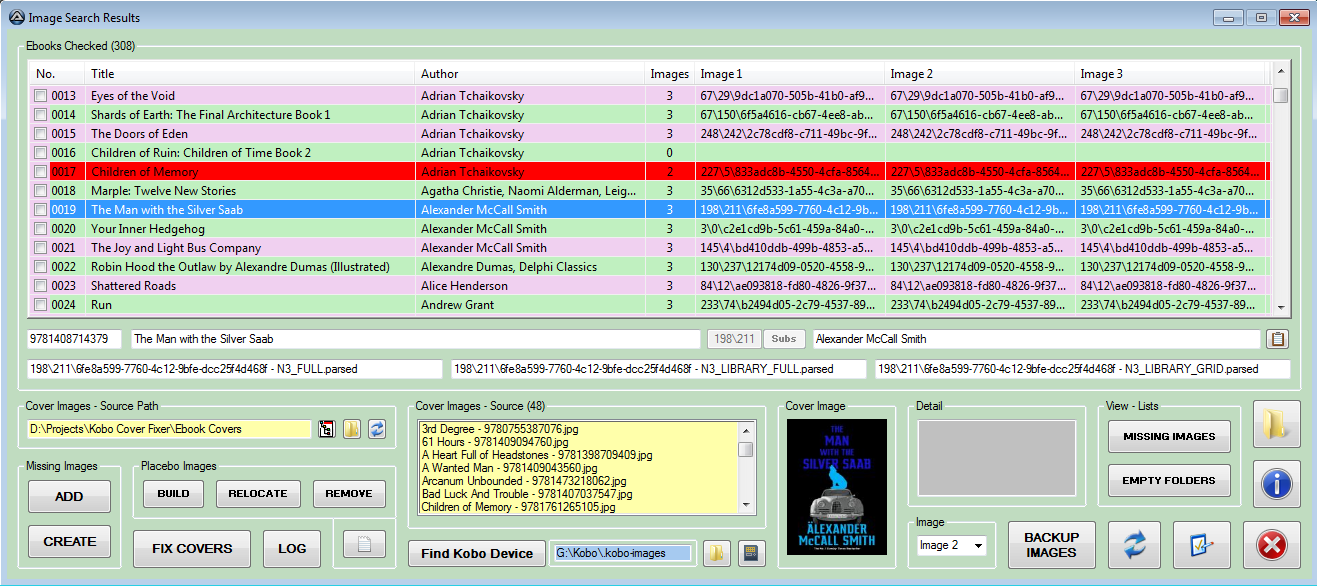 Image Search Results
Ebooks Checked (308)
No. Title Author Images Image 1 Image 2 Image 3
0013 Eyes of the Void Adrian Tchaikovsky 3 67\29\9dc1a070-505b-41b0-af9... 67\29\9dc1a070-505b-41b0-af9... 67\29\9dc1a070-505b-41b0-af9...
0014 Shards of Earth: The Final Architecture Book 1 Adrian Tchaikovsky 3 67\150\6f5a4616-cb67-4ee8-ab... 67\150\6f5a4616-cb67-4ee8-ab... 67\150\6f5a4616-cb67-4ee8-ab...
0015 The Doors of Eden Adrian Tchaikovsky 3 248\242\2c78cdf8-c711-49bc-9f... 248\242\2c78cdf8-c711-49bc-9f... 248\242\2c78cdf8-c711-49bc-9f...
0016 Children of Ruin: Children of Time Book 2 Adrian Tchaikovsky 0
0017 Children of Memory Adrian Tchaikovsky 2 227\5\833adc8b-4550-4cfa-8564... 227\5\833adc8b-4550-4cfa-8564... 227\5\833adc8b-4550-4cfa-8564...
0018 Marple: Twelve New Stories Agatha Christie, Naomi Alderman, Leig... 3 35\66\6312d533-1a55-4c3a-a70... 35\66\6312d533-1a55-4c3a-a70... 35\66\6312d533-1a55-4c3a-a70...
0019 The Man with the Silver Saab Alexander McCall Smith 3 198\211\6fe8a599-7760-4c12-9b... 198\211\6fe8a599-7760-4c12-9b... 198\211\6fe8a599-7760-4c12-9b...
0020 Your Inner Hedgehog Alexander McCall Smith 3 3\0\c2e1cd9b-5c61-459a-84a0-... 3\0\c2e1cd9b-5c61-459a-84a0-... 3\0\c2e1cd9b-5c61-459a-84a0-...
0021 The Joy and Light Bus Company Alexander McCall Smith 3 145\4\bd410ddb-499b-4853-a5... 145\4\bd410ddb-499b-4853-a5... 145\4\bd410ddb-499b-4853-a5...
0022 Robin Hood the Outlaw by Alexandre Dumas (Illustrated) Alexandre Dumas, Delphi Classics 3 130\237\12174d09-0520-4558-9... 130\237\12174d09-0520-4558-9... 130\237\12174d09-0520-4558-9...
0023 Shattered Roads Alice Henderson 3 84\12\ae093818-fd80-4826-9f37... 84\12\ae093818-fd80-4826-9f37... 84\12\ae093818-fd80-4826-9f37...
0024 Run Andrew Grant 3 233\74\b2494d05-2c79-4537-89... 233\74\b2494d05-2c79-4537-89... 233\74\b2494d05-2c79-4537-89...
9781408714379 The Man with the Silver Saab 198\211 Subs Alexander McCall Smith
198\211\6fe8a599-7760-4c12-9bfe-dcc25f4d468f - N3_FULL.parsed 198\211\6fe8a599-7760-4c12-9bfe-dcc25f4d468f - N3_LIBRARY_FULL.parsed 198\211\6fe8a599-7760-4c12-9bfe-dcc25f4d468f - N3_LIBRARY_GRID.parsed
Cover Images - Source Path
D:\Projects\Kobo Cover Fixer\Ebook Covers
Missing Images
ADD
CREATE
Placebo Images
BUILD RELOCATE REMOVE
FIX COVERS LOG
Cover Images - Source (48)
3rd Degree - 9780755387076.jpg
61 Hours - 9781409094760.jpg
A Heart Full of Headstones - 9781398709409.jpg
A Wanted Man - 9781409043560.jpg
Arcanum Unbounded - 9781473218062.jpg
Bad Luck And Trouble - 9781407037547.jpg
Children of Memory - 9781761265105.jpg
Find Kobo Device G:\Kobo\.kobo-images
Cover Image
THE
MAN
WITH THE
SILVER SAAB
ALEXANDER
McCALL SMITH
Detail
Image
Image 2
View - Lists
MISSING IMAGES
EMPTY FOLDERS
BACKUP
IMAGES